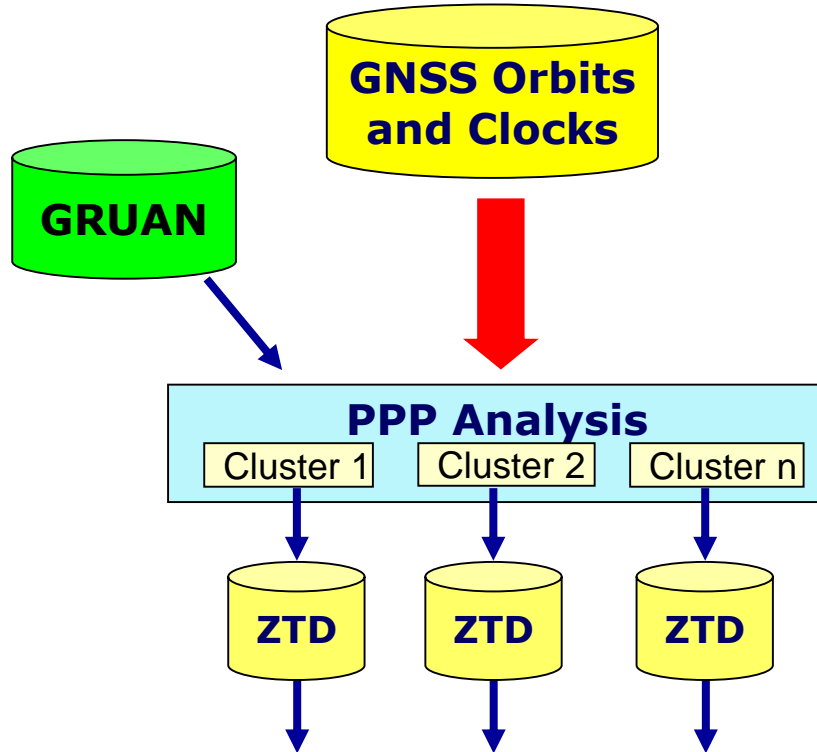 GNSS Orbits
and Clocks
GRUAN
PPP Analysis
Cluster 1
Cluster 2
Cluster n
ZTD
ZTD
ZTD